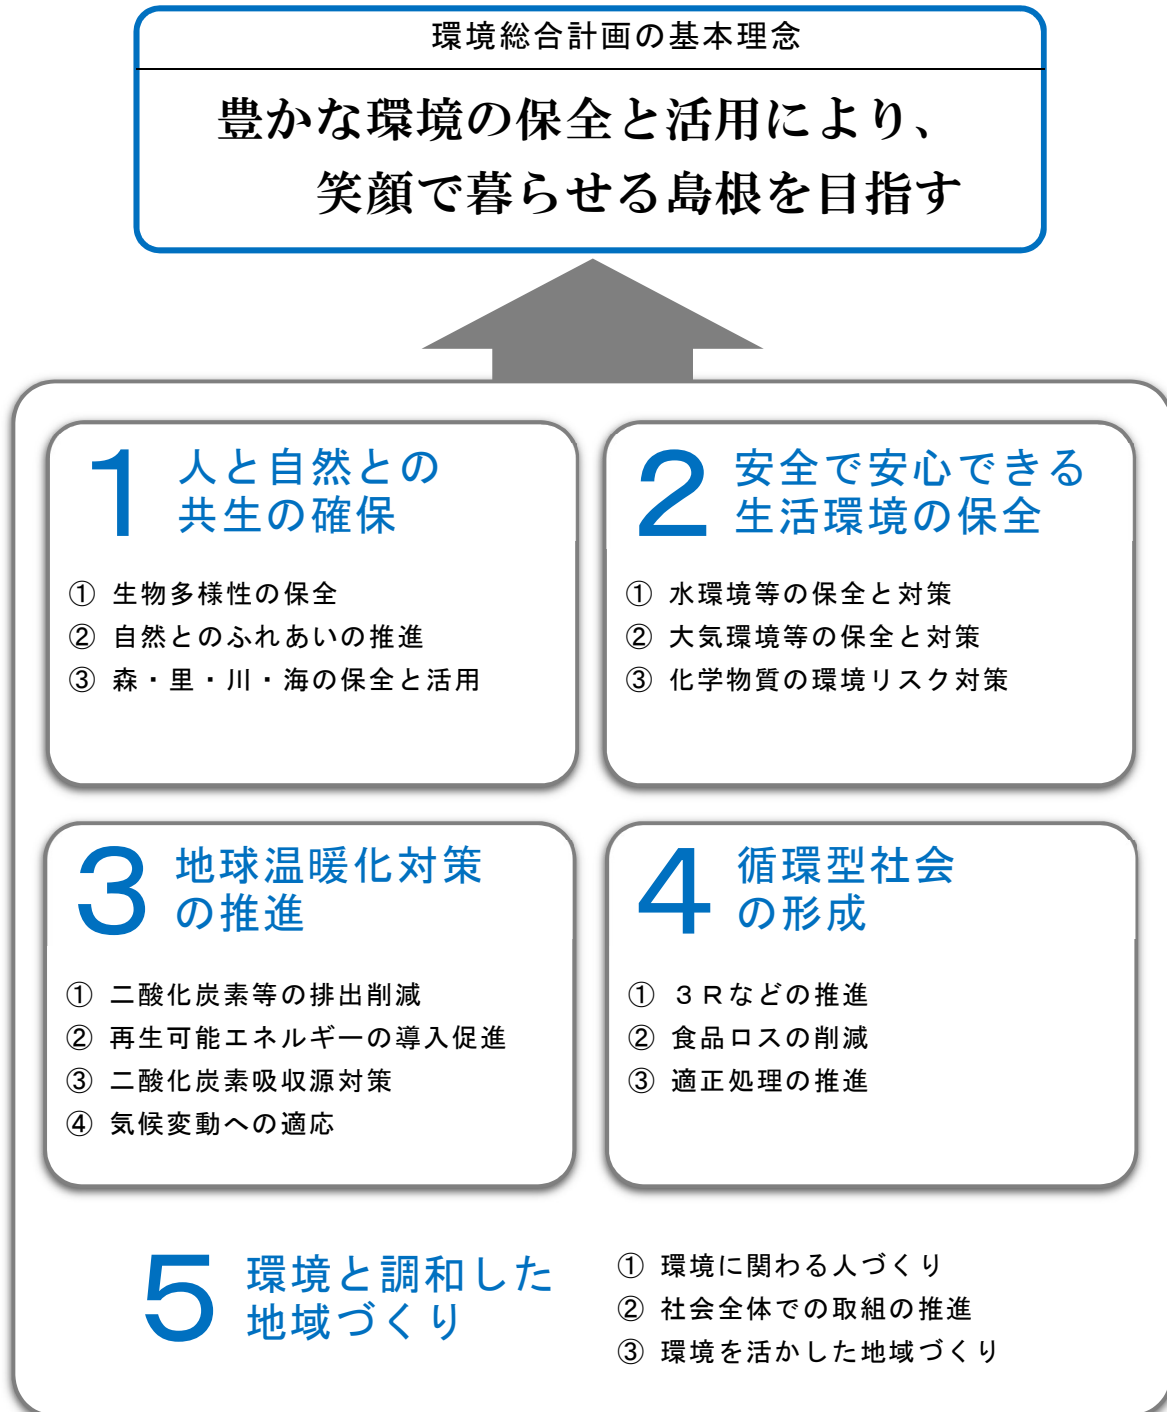 環境総合計画の基本理念
豊かな環境の保全と活用により、
笑顔で暮らせる島根を目指す
1 人と自然との
共生の確保
① 生物多様性の保全
② 自然とのふれあいの推進
③ 森・里・川・海の保全と活用
2 安全で安心できる
生活環境の保全
① 水環境等の保全と対策
② 大気環境等の保全と対策
③ 化学物質の環境リスク対策
3 地球温暖化対策
の推進
① 二酸化炭素等の排出削減
② 再生可能エネルギーの導入促進
③ 二酸化炭素吸収源対策
④ 気候変動への適応
4 循環型社会
の形成
① ３Ｒなどの推進
② 食品ロスの削減
③ 適正処理の推進
5 環境と調和した
地域づくり
① 環境に関わる人づくり
② 社会全体での取組の推進
③ 環境を活かした地域づくり